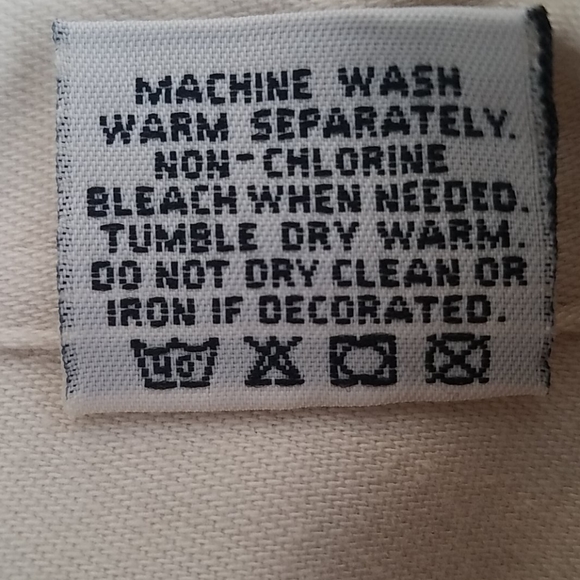 MACHINE WASH
WARM SEPARATELY.
NON-CHLORINE
BLEACH WHEN NEEDED.
TUMBLE DRY WARM.
DO NOT DRY CLEAN OR
IRON IF DECORATED.
40